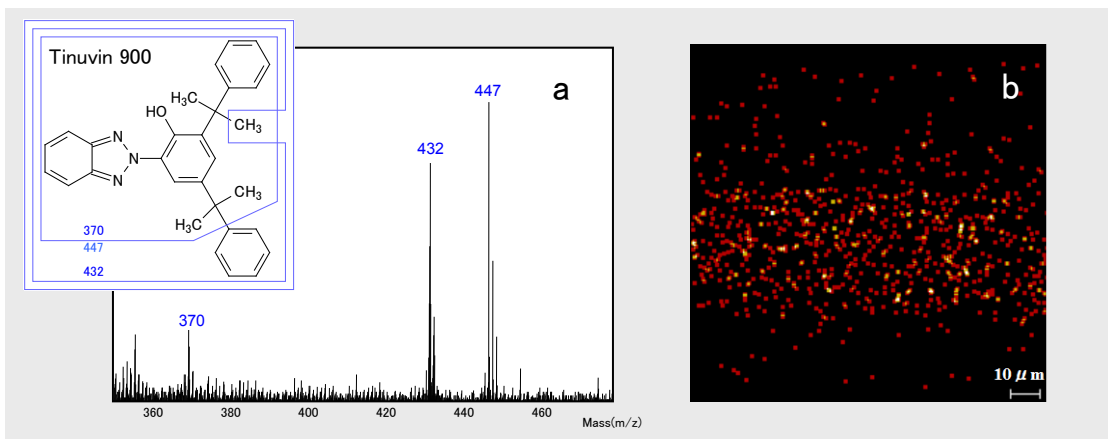 Tinuvin 900
H₃C
HO
CH₃
N
N
N
CH₃
H₃C
370
447
432
a
447
432
370
360
380
400
420
440
460
Mass(m/z)
b
10 μm